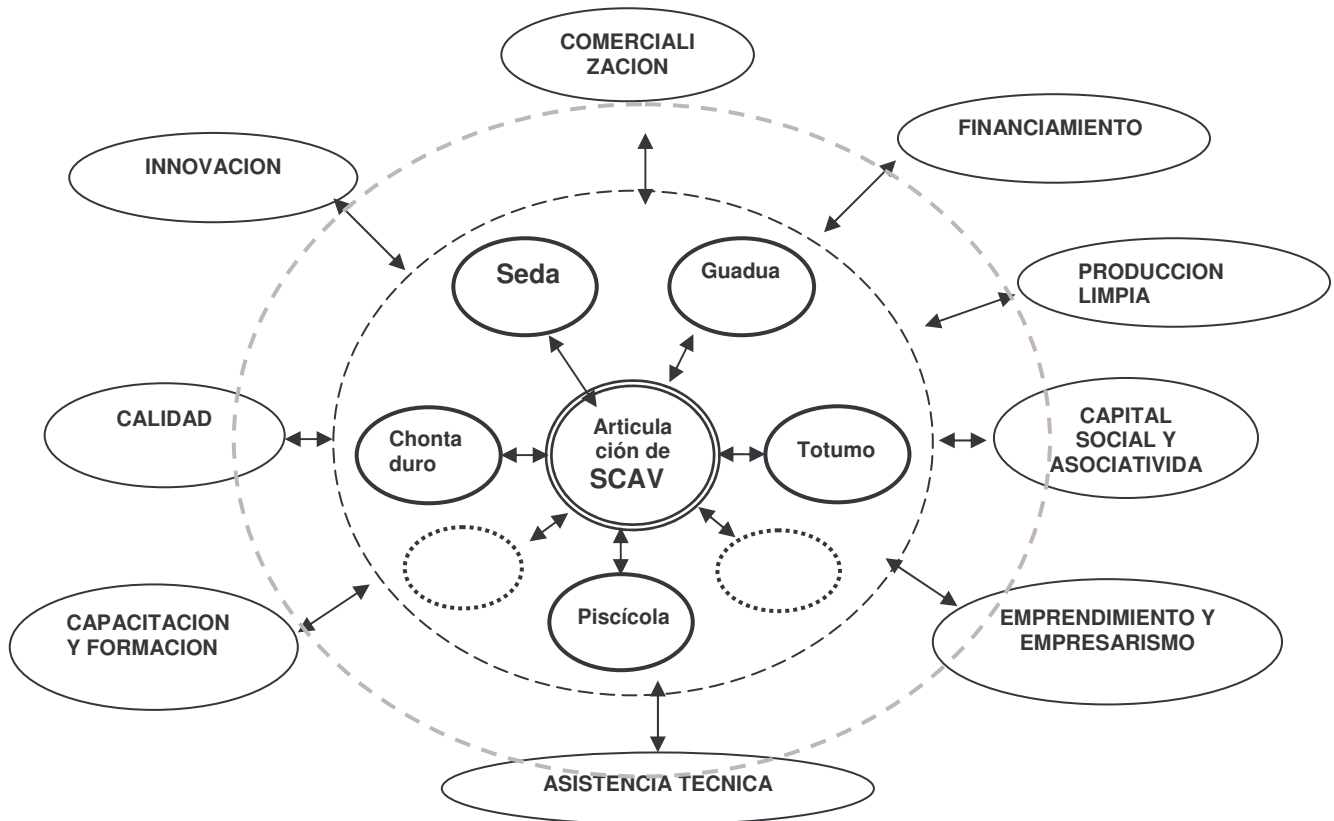 COMERCIALI
ZACION
FINANCIAMIENTO
INNOVACION
Seda
Guadua
PRODUCCION
LIMPIA
CALIDAD
Chonta
duro
Articula
ción de
SCAV
Totumo
CAPITAL
SOCIAL Y
ASOCIATIVIDA
Piscícola
CAPACITACION
Y FORMACION
EMPRENDIMIENTO Y
EMPRESARISMO
ASISTENCIA TECNICA